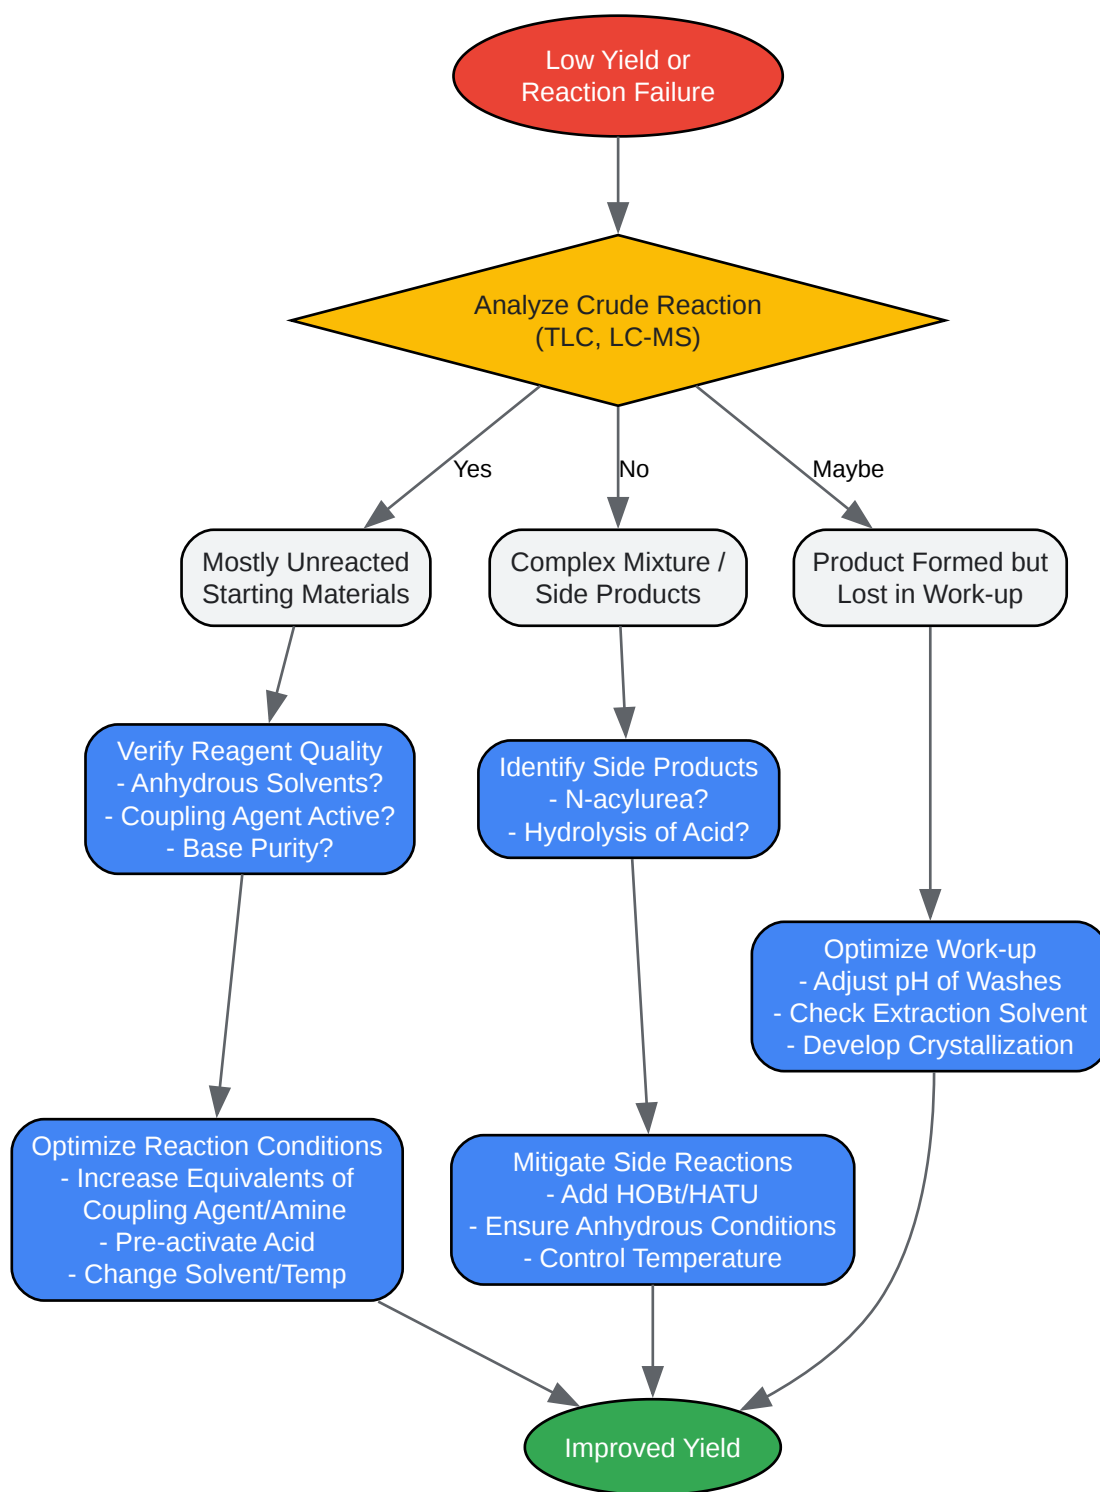 Low Yield or
Reaction Failure
Analyze Crude Reaction
(TLC, LC-MS)
Yes
No
Maybe
Mostly Unreacted
Starting Materials
Complex Mixture /
Side Products
Product Formed but
Lost in Work-up
Verify Reagent Quality
- Anhydrous Solvents?
- Coupling Agent Active?
- Base Purity?
Identify Side Products
- N-acylurea?
- Hydrolysis of Acid?
Optimize Work-up
- Adjust pH of Washes
- Check Extraction Solvent
- Develop Crystallization
Optimize Reaction Conditions
- Increase Equivalents of
Coupling Agent/Amine
- Pre-activate Acid
- Change Solvent/Temp
Mitigate Side Reactions
- Add HOBt/HATU
- Ensure Anhydrous Conditions
- Control Temperature
Improved Yield